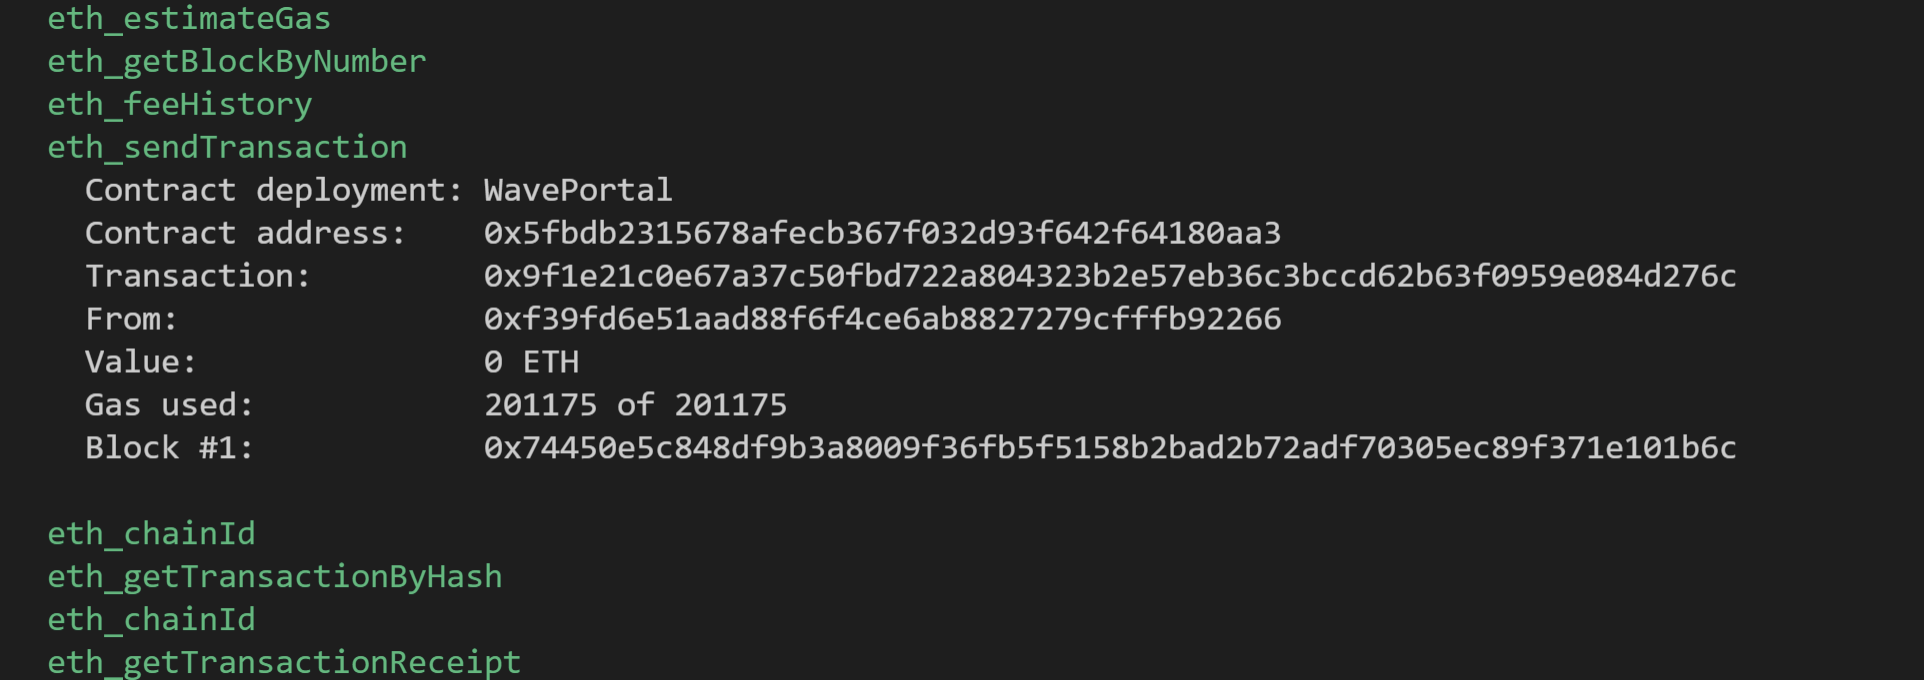 eth_estimateGas
eth_getBlockByNumber
eth_feeHistory
eth_sendTransaction
Contract deployment: WavePortal
Contract address: 0x5fbdb2315678afecb367f032d93f642f64180aa3
Transaction: 0x9f1e21c0e67a37c50fbd722a804323b2e57eb36c3bccd62b63f0959e084d276c
From: 0xf39fd6e51aad88f6f4ce6ab8827279cfffb92266
Value: 0 ETH
Gas used: 201175 of 201175
Block #1: 0x74450e5c848df9b3a8009f36fb5f5158b2bad2b72adf70305ec89f371e101b6c
eth_chainId
eth_getTransactionByHash
eth_chainId
eth_getTransactionReceipt